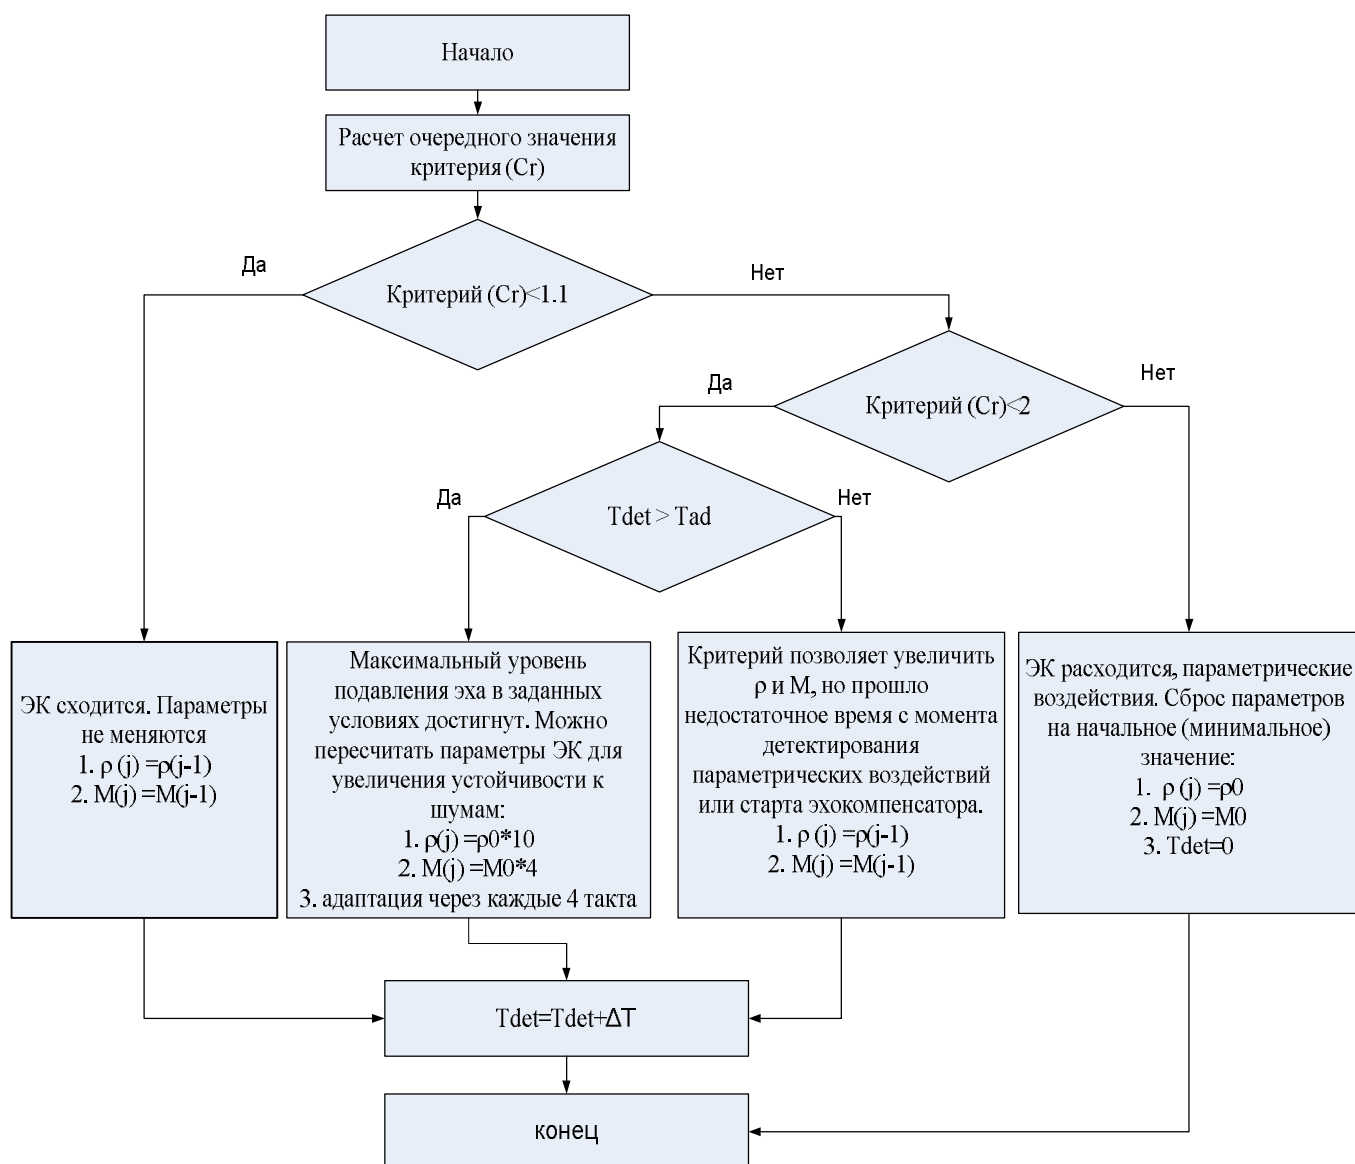 Начало
Расчет очередного значения
критерия (Cr)
Да
Нет
Критерий (Cr)<1.1
Да
Нет
Критерий (Cr)<2
Да
Нет
Tdet > Tad
ЭК сходится. Параметры
не меняются
1. ρ (j) =ρ(j-1)
2. M(j) =M(j-1)
Максимальный уровень
подавления эха в заданных
условиях достигнут. Можно
пересчитать параметры ЭК для
увеличения устойчивости к
шумам:
1. ρ(j) =ρ0*10
2. M(j) =M0*4
3. адаптация через каждые 4 такта
Критерий позволяет увеличить
ρ и M, но прошло
недостаточное время с момента
детектирования
параметрических воздействий
или старта эхокомпенсатора.
1. ρ (j) =ρ(j-1)
2. M(j) =M(j-1)
ЭК расходится, параметрические
воздействия. Сброс параметров
на начальное (минимальное)
значение:
1. ρ (j) =ρ0
2. M(j) =M0
3. Tdet=0
Tdet=Tdet+ΔT
конец